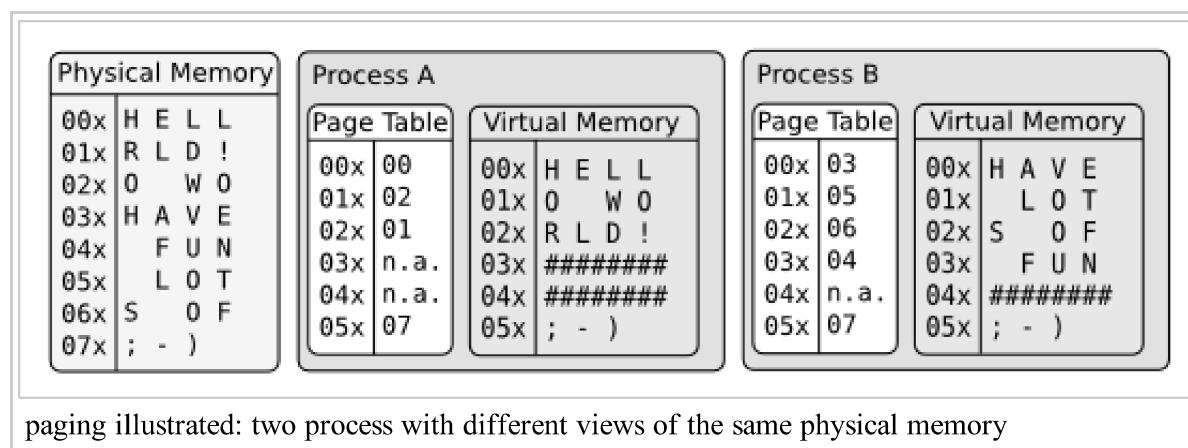 Physical Memory
00x H E L L
01x R L D !
02x O   W O
03x H A V E
04x   F U N
05x   L O T
06x S   O F
07x ; - )
Process A
Page Table
00x 00
01x 02
02x 01
03x n.a.
04x n.a.
05x 07
Virtual Memory
00x H E L L
01x O   W O
02x R L D !
03x ########
04x ########
05x ; - )
Process B
Page Table
00x 03
01x 05
02x 06
03x 04
04x n.a.
05x 07
Virtual Memory
00x H A V E
01x   L O T
02x S   O F
03x   F U N
04x ########
05x ; - )
paging illustrated: two process with different views of the same physical memory